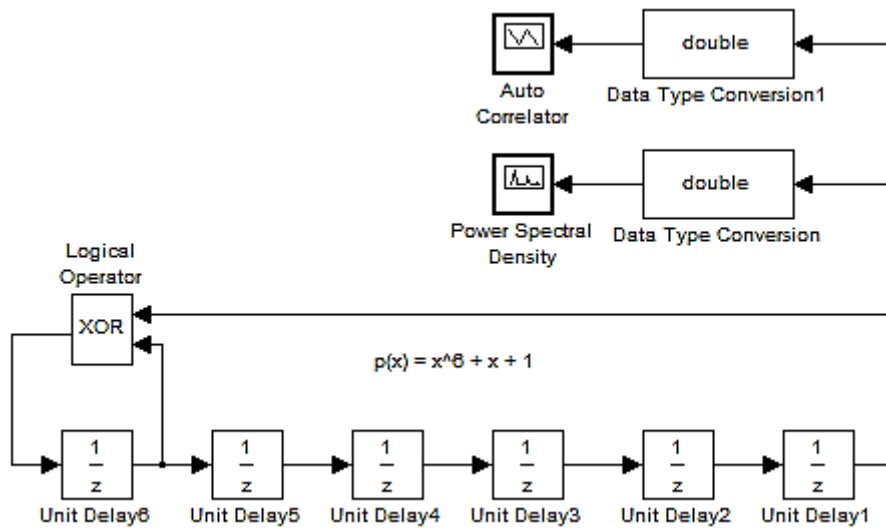 double
Auto
Correlator
Data Type Conversion1
double
Power Spectral
Density
Data Type Conversion
Logical
Operator
XOR
p(x) = x^6 + x + 1
1
z
1
z
1
z
1
z
1
z
1
z
Unit Delay6
Unit Delay5
Unit Delay4
Unit Delay3
Unit Delay2
Unit Delay1